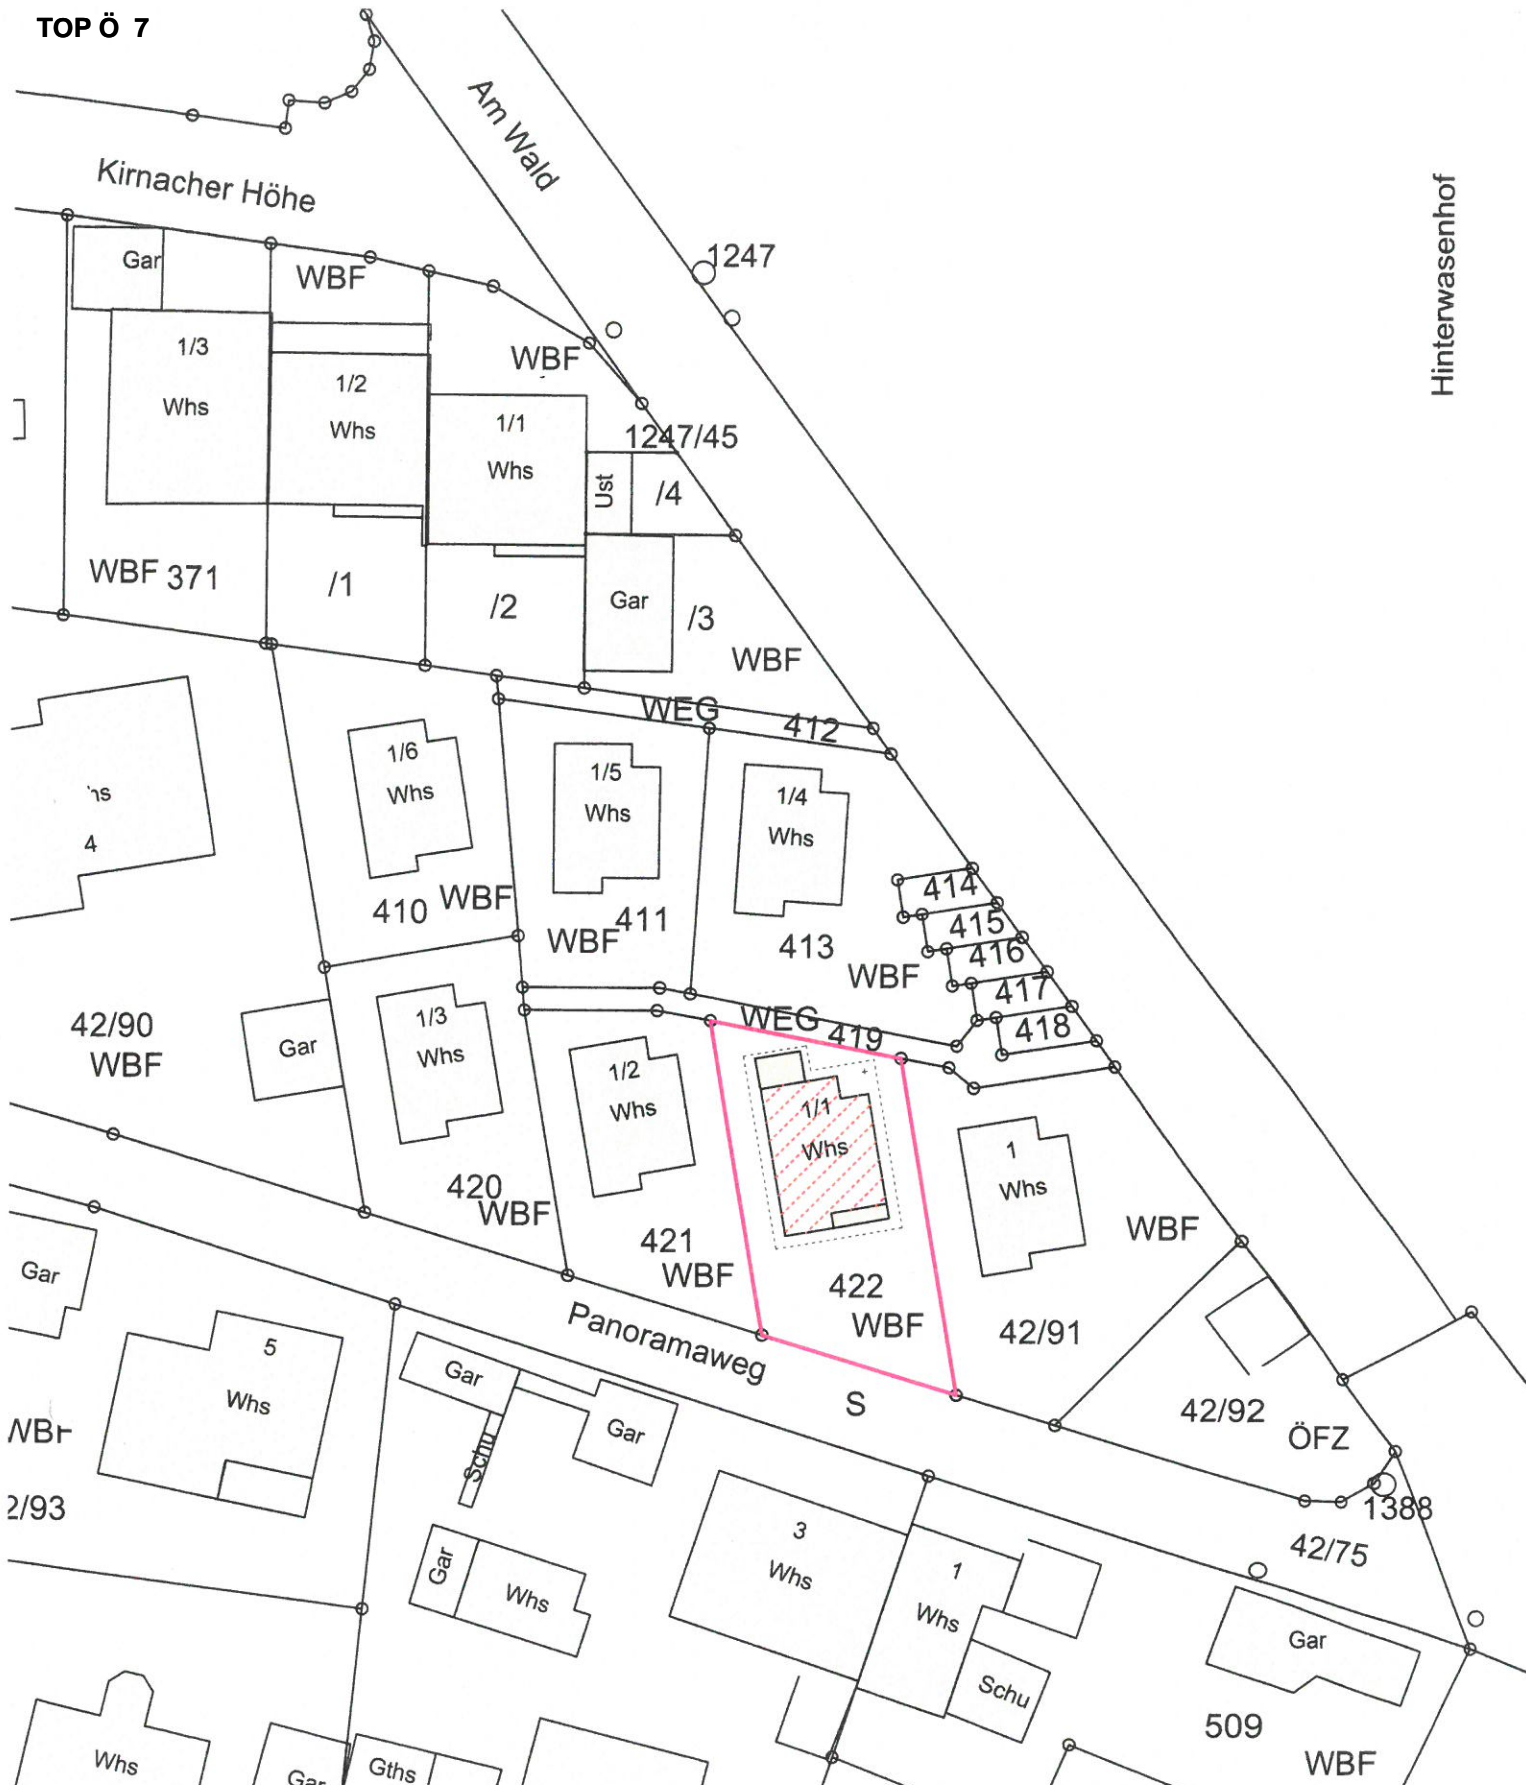 TOP Ö 7
Am Wald
Kirnacher Höhe
Hinterwasenhof
1247
Gar
WBF
1/3
Whs
1/2
Whs
WBF
1/1
Whs
1247/45
Ust
/4
WBF 371
/1
/2
Gar
/3
WBF
WEG
412
1/6
Whs
1/5
Whs
1/4
Whs
4
410
WBF
WBF
411
413
WBF
414
415
416
417
418
42/90
WBF
Gar
1/3
Whs
WEG
419
1/2
Whs
1/1
Whs
1
Whs
420
WBF
421
WBF
422
WBF
WBF
42/91
Gar
Panoramaweg
S
42/92
ÖFZ
1388
42/75
5
Whs
Gar
Gar
Schu
WBF
2/93
Gar
Whs
3
Whs
1
Whs
Schu
Gar
509
WBF
Whs
Gar
Gths